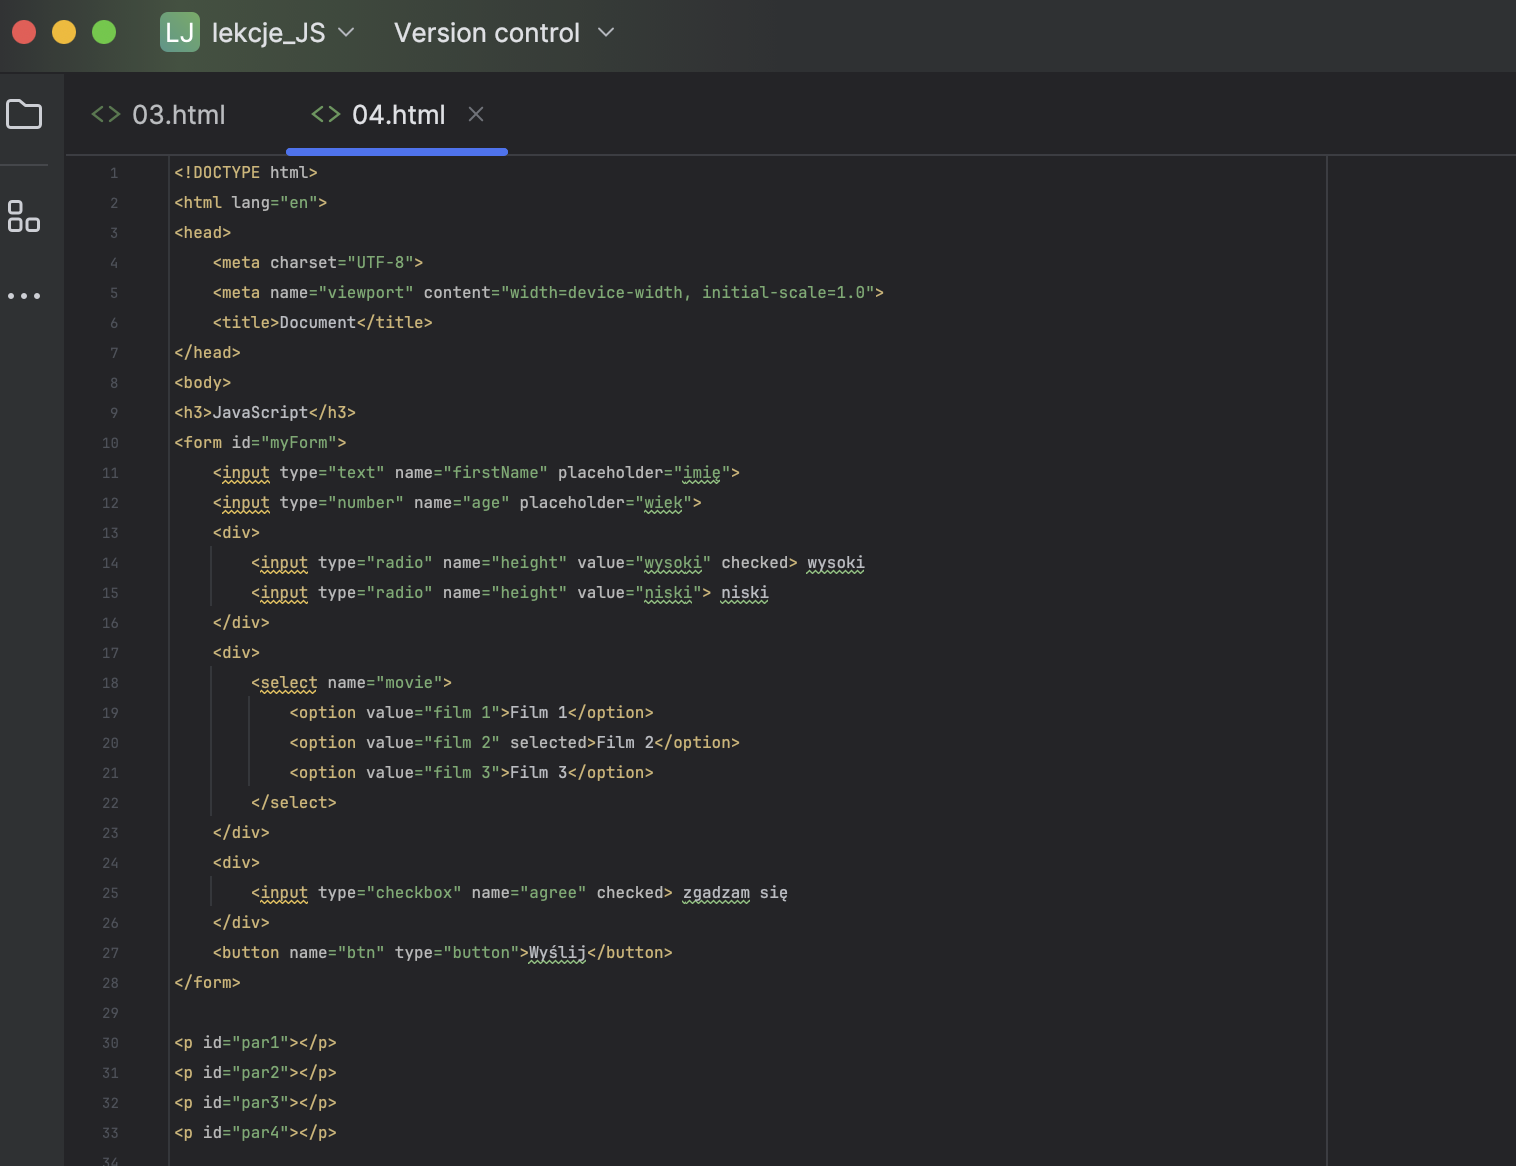 LJ lekcje_JS Version control
<> 03.html <> 04.html
1 <!DOCTYPE html>
2 <html lang="en">
3 <head>
4 <meta charset="UTF-8">
5 <meta name="viewport" content="width=device-width, initial-scale=1.0">
6 <title>Document</title>
7 </head>
8 <body>
9 <h3>JavaScript</h3>
10 <form id="myForm">
11 <input type="text" name="firstName" placeholder="imię">
12 <input type="number" name="age" placeholder="wiek">
13 <div>
14 <input type="radio" name="height" value="wysoki" checked> wysoki
15 <input type="radio" name="height" value="niski"> niski
16 </div>
17 <div>
18 <select name="movie">
19 <option value="film 1">Film 1</option>
20 <option value="film 2" selected>Film 2</option>
21 <option value="film 3">Film 3</option>
22 </select>
23 </div>
24 <div>
25 <input type="checkbox" name="agree" checked> zgadzam się
26 </div>
27 <button name="btn" type="button">Wyślij</button>
28 </form>
29
30 <p id="par1"></p>
31 <p id="par2"></p>
32 <p id="par3"></p>
33 <p id="par4"></p>
34